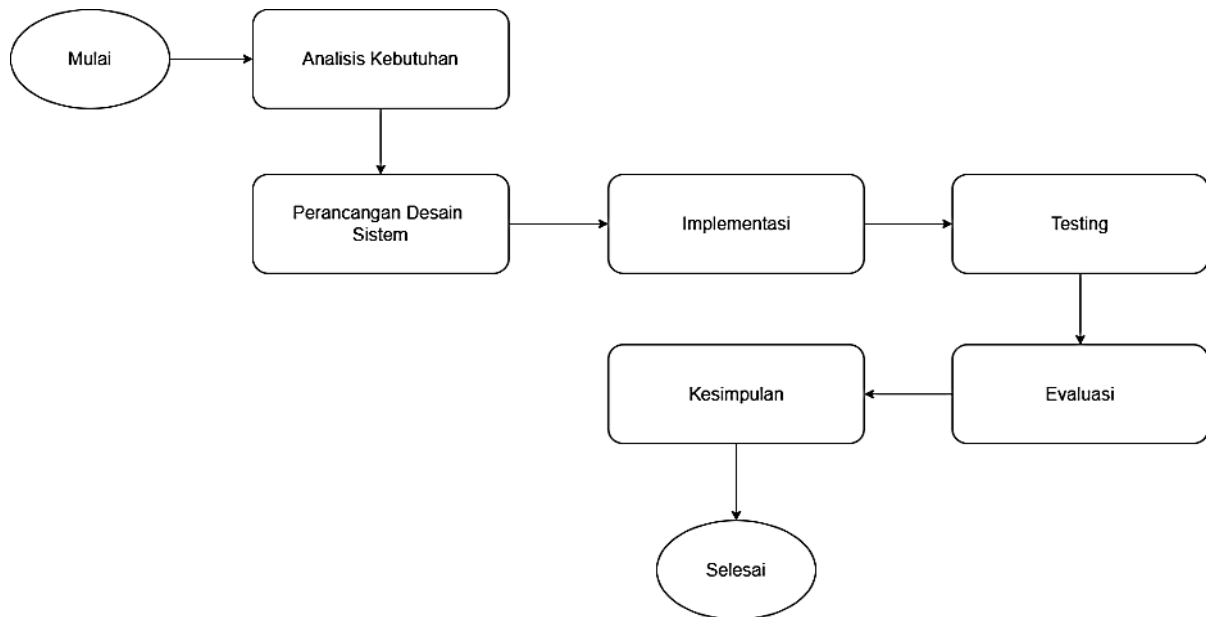 Mulai
Analisis Kebutuhan
Perancangan Desain
Sistem
Implementasi
Testing
Evaluasi
Kesimpulan
Selesai